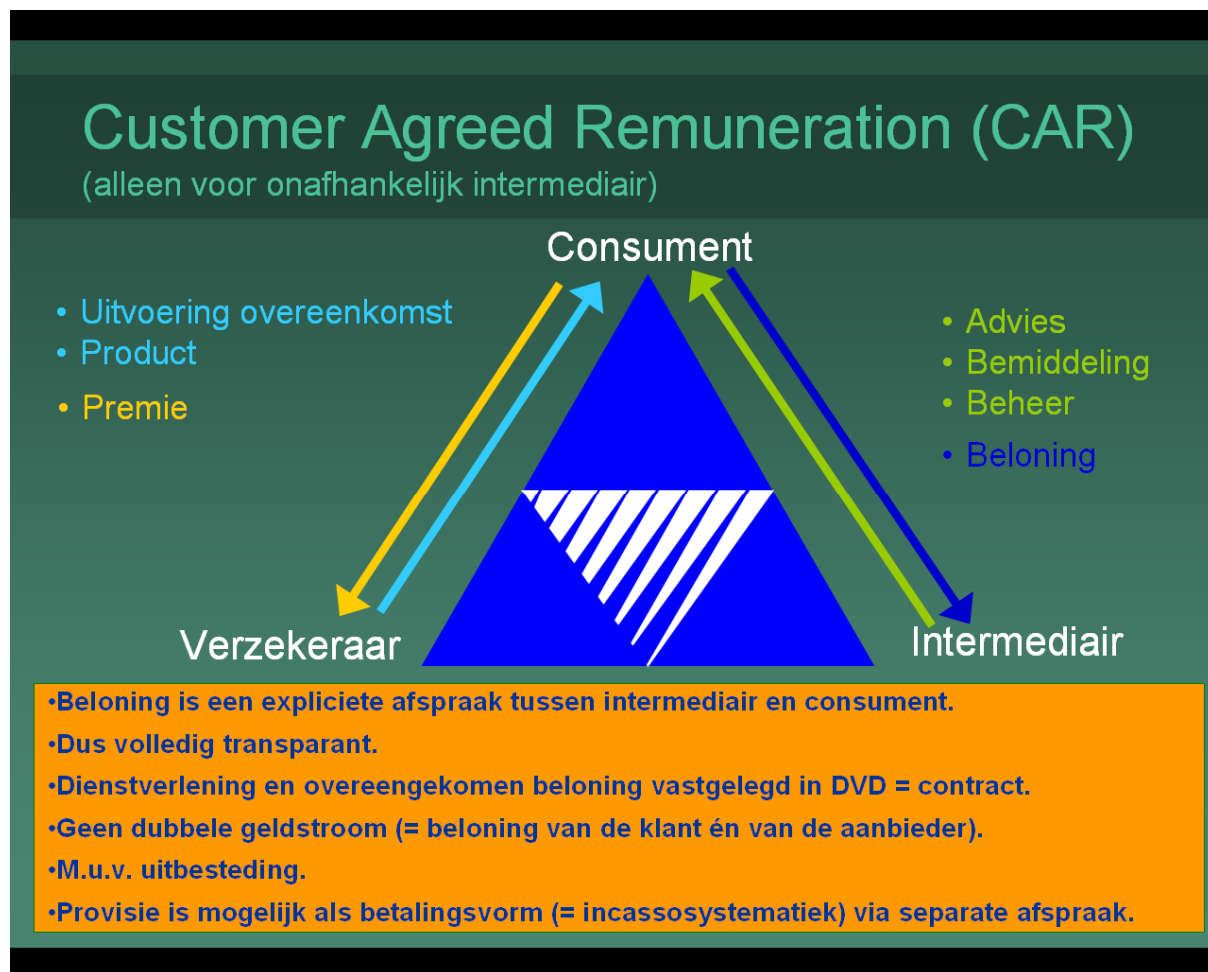 Customer Agreed Remuneration (CAR)
(alleen voor onafhankelijk intermediair)
Consument
• Uitvoering overeenkomst
• Product
• Premie
• Advies
• Bemiddeling
• Beheer
• Beloning
Verzekeraar
Intermediair
•Beloning is een expliciete afspraak tussen intermediair en consument.
•Dus volledig transparant.
•Dienstverlening en overeengekomen beloning vastgelegd in DVD = contract.
•Geen dubbele geldstroom (= beloning van de klant én van de aanbieder).
•M.u.v. uitbesteding.
•Provisie is mogelijk als betalingsvorm (= incassosystematiek) via separate afspraak.